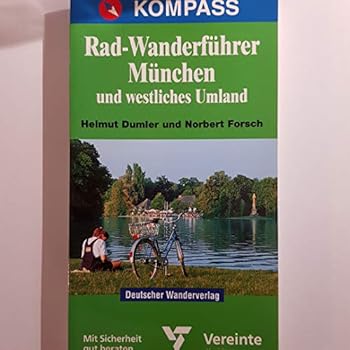 KOMPASS
Rad-Wanderführer
München
und westliches Umland
Helmut Dumler und Norbert Forsch
Deutscher Wanderverlag
Mit Sicherheit
gut beraten
Vereinte